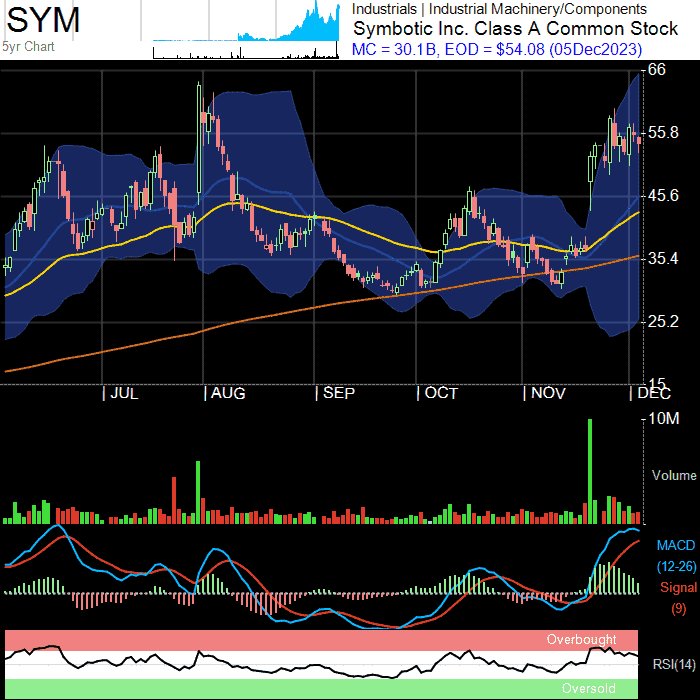 SYM
5yr Chart
Industrials | Industrial Machinery/Components
Symbotic Inc. Class A Common Stock
MC = 30.1B, EOD = $54.08 (05Dec2023)
66
55.8
45.6
35.4
25.2
15
| JUL | AUG | SEP | OCT | NOV | DEC
10M
Volume
MACD
(12-26)
Signal
(9)
Overbought
RSI(14)
Oversold